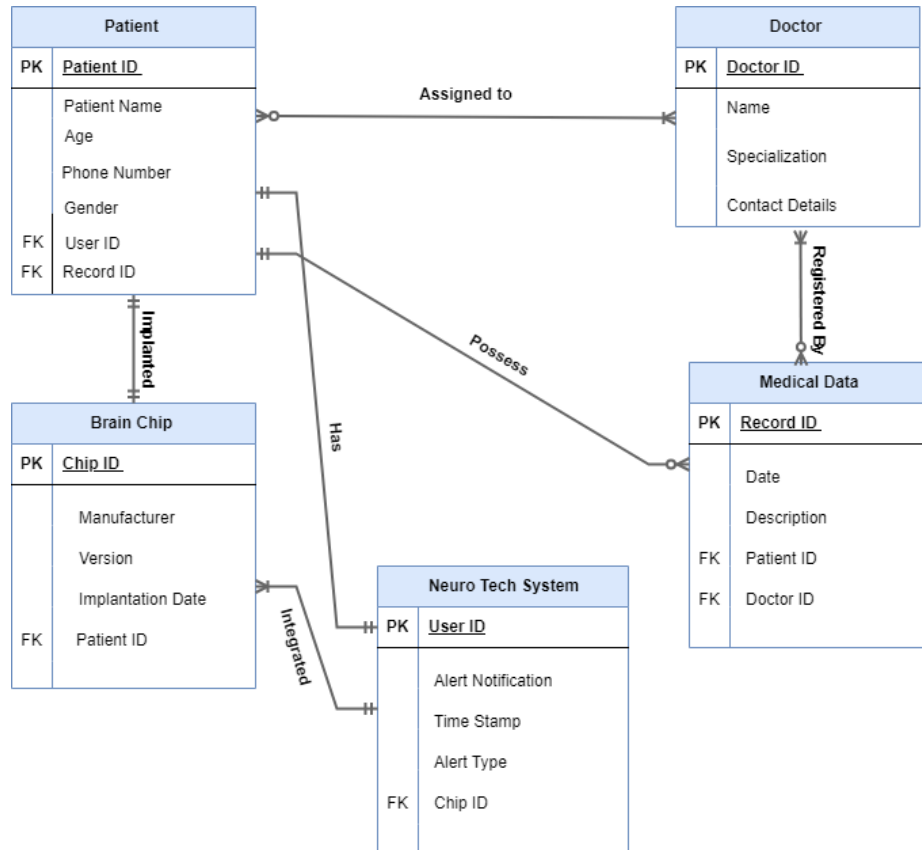 Patient
PK Patient ID
Patient Name
Age
Phone Number
Gender
FK User ID
FK Record ID
Assigned to
Doctor
PK Doctor ID
Name
Specialization
Contact Details
Registered By
Implanted
Possess
Has
Medical Data
PK Record ID
Date
Description
FK Patient ID
FK Doctor ID
Brain Chip
PK Chip ID
Manufacturer
Version
Implantation Date
FK Patient ID
Integrated
Neuro Tech System
PK User ID
Alert Notification
Time Stamp
Alert Type
FK Chip ID